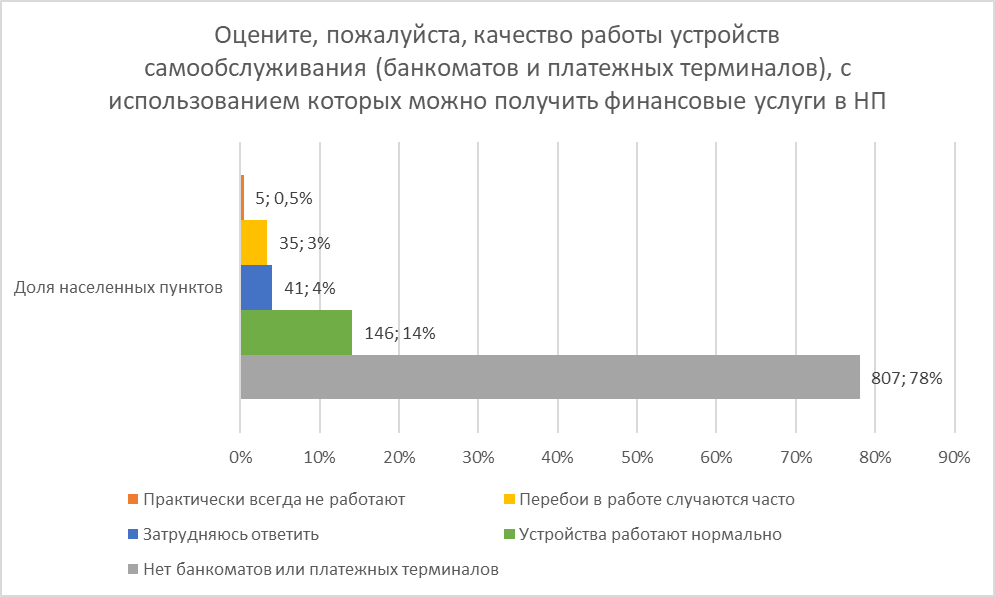 Оцените, пожалуйста, качество работы устройств
самообслуживания (банкоматов и платежных терминалов), с
использованием которых можно получить финансовые услуги в НП
5; 0,5%
35; 3%
Доля населенных пунктов
41; 4%
146; 14%
807; 78%
0% 10% 20% 30% 40% 50% 60% 70% 80% 90%
Практически всегда не работают
Перебои в работе случаются часто
Затрудняюсь ответить
Устройства работают нормально
Нет банкоматов или платежных терминалов